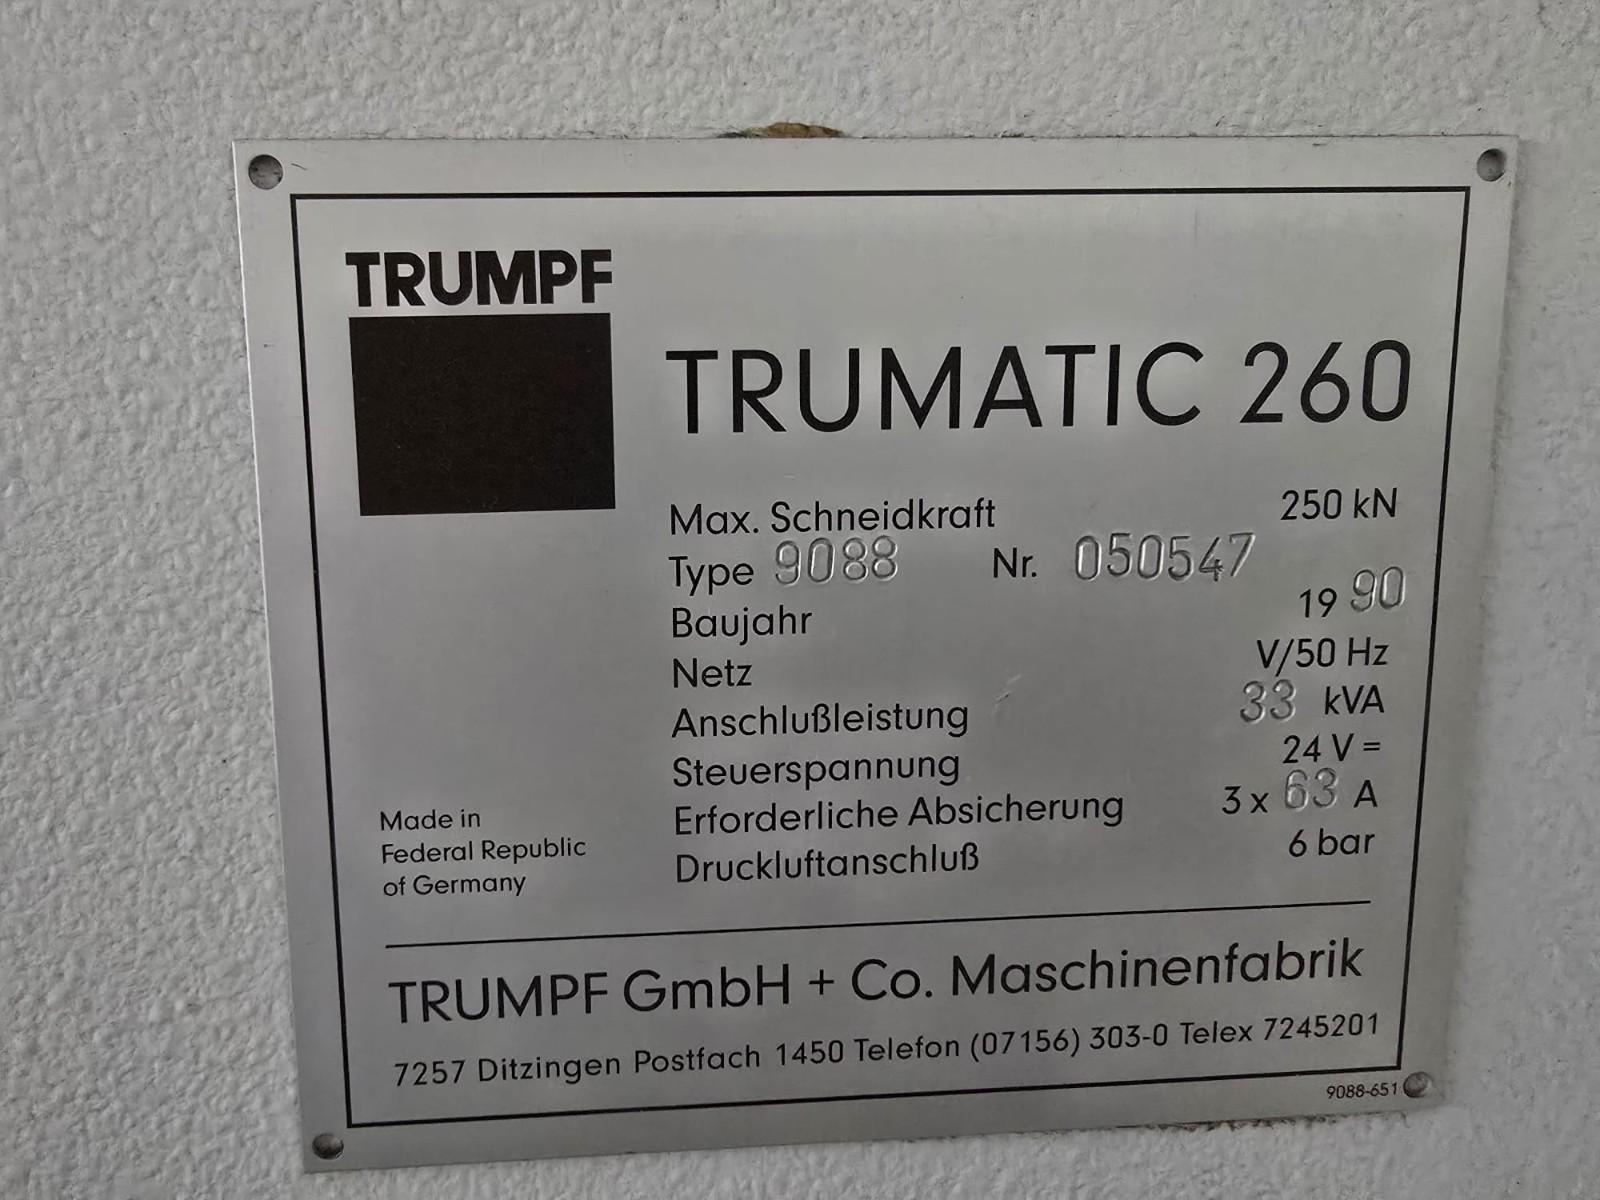 TRUMPF
TRUMATIC 260
Max. Schneidkraft 250 kN
Type 9088 Nr. 050547
Baujahr 1990
Netz V/50 Hz
Anschlußleistung 33 kVA
Steuerspannung 24 V =
Erforderliche Absicherung 3 x 63 A
Druckluftanschluß 6 bar
Made in
Federal Republic
of Germany
TRUMPF GmbH + Co. Maschinenfabrik
7257 Ditzingen Postfach 1450 Telefon (07156) 303-0 Telex 7245201
9088-651